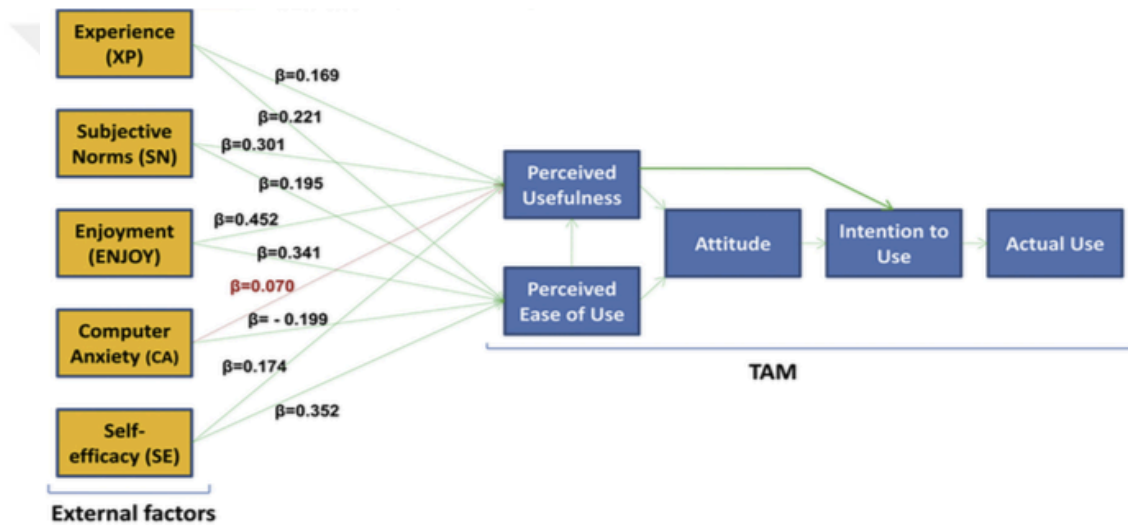 Experience
(XP)
β=0.169
β=0.221
Subjective
Norms (SN)
β=0.301
β=0.195
Perceived
Usefulness
Enjoyment
(ENJOY)
β=0.452
β=0.341
Attitude
Intention to
Use
Actual Use
β=0.070
Perceived
Ease of Use
Computer
Anxiety (CA)
β= - 0.199
β=0.174
TAM
β=0.352
Self-
efficacy (SE)
External factors